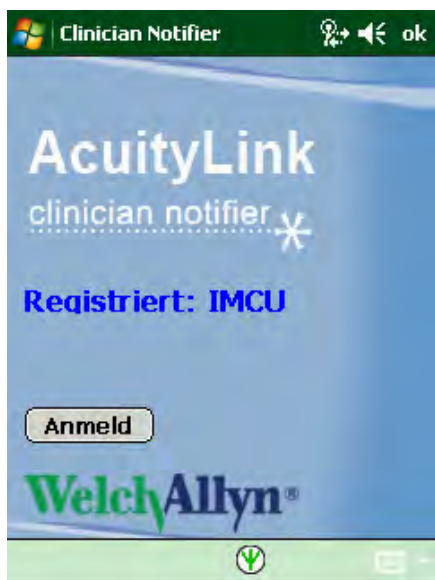 Clinician Notifier ok
AcuityLink
clinician notifier
Registriert: IMCU
Anmeld
WelchAllyn®